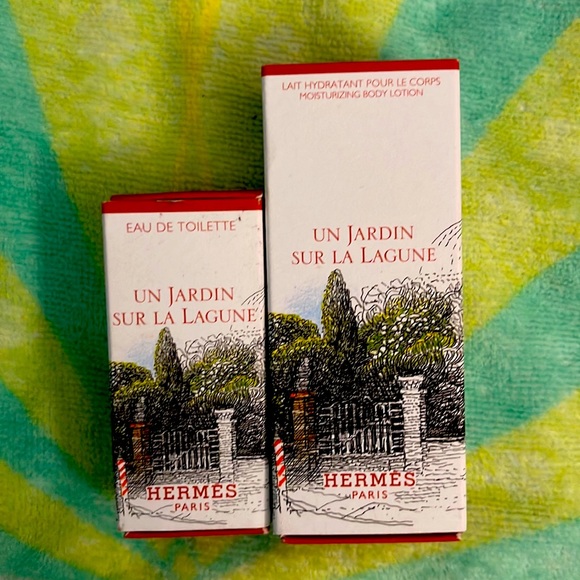 EAU DE TOILETTE
UN JARDIN
SUR LA LAGUNE
HERMÈS
PARIS
LAIT HYDRATANT POUR LE CORPS
MOISTURIZING BODY LOTION
UN JARDIN
SUR LA LAGUNE
HERMÈS
PARIS